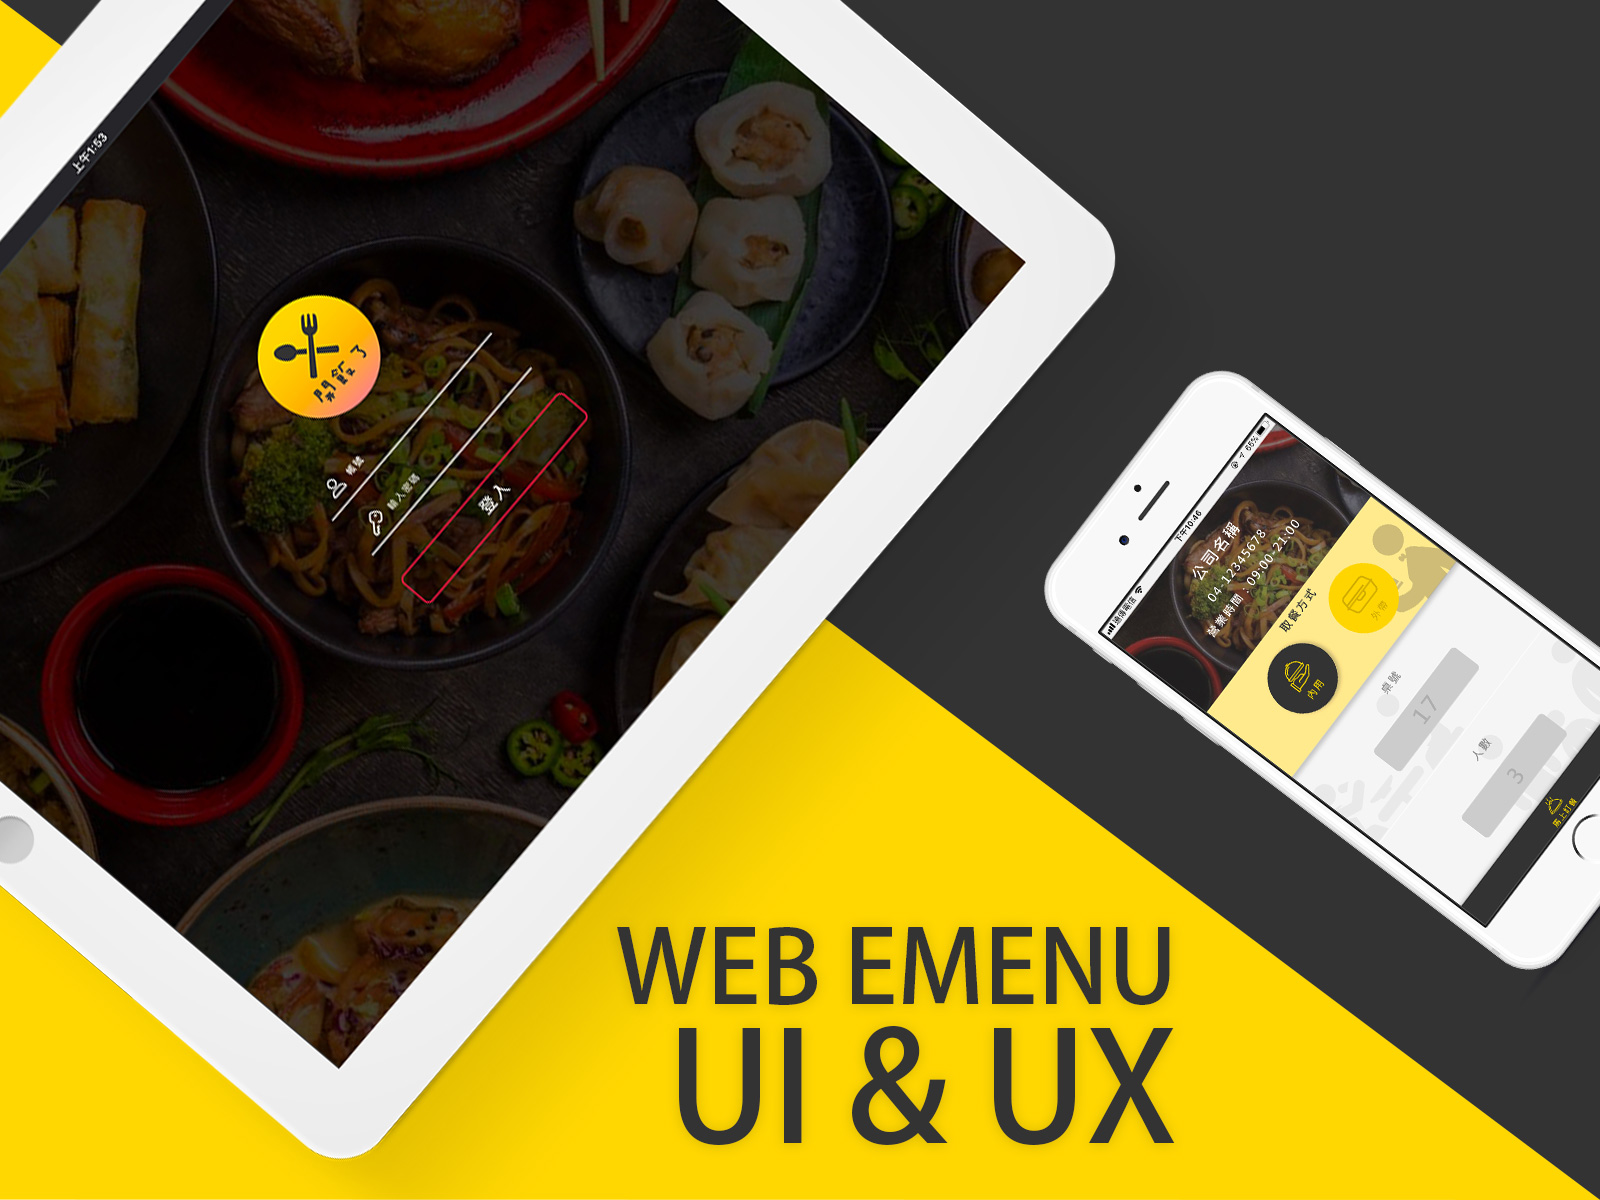 上午1:53
開飯了
帳號
輸入密碼
登入
遠傳電信
下午10:46
65%
公司名稱
04-12345678
營業時間：09:00-21:00
取餐方式
內用
外帶
桌號
17
人數
3
馬上訂餐
WEB EMENU
UI & UX